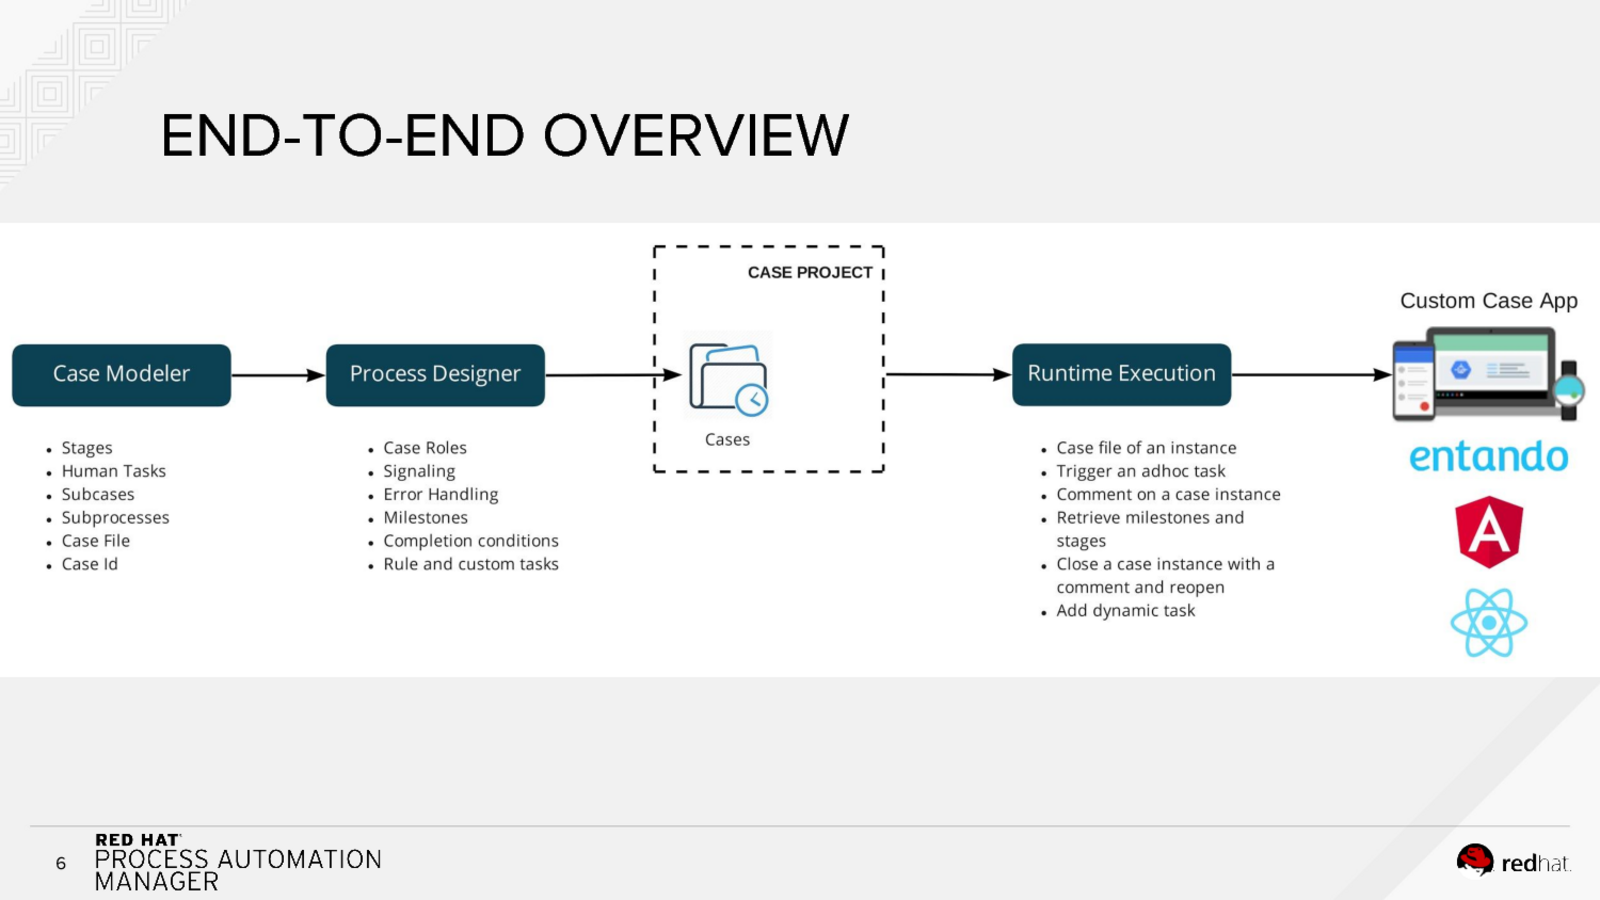 END-TO-END OVERVIEW
CASE PROJECT
Custom Case App
Case Modeler
Process Designer
Runtime Execution
Cases
• Stages
• Human Tasks
• Subcases
• Subprocesses
• Case File
• Case Id
• Case Roles
• Signaling
• Error Handling
• Milestones
• Completion conditions
• Rule and custom tasks
• Case file of an instance
• Trigger an adhoc task
• Comment on a case instance
• Retrieve milestones and
stages
• Close a case instance with a
comment and reopen
• Add dynamic task
entando
A
6
RED HAT
PROCESS AUTOMATION
MANAGER
redhat.